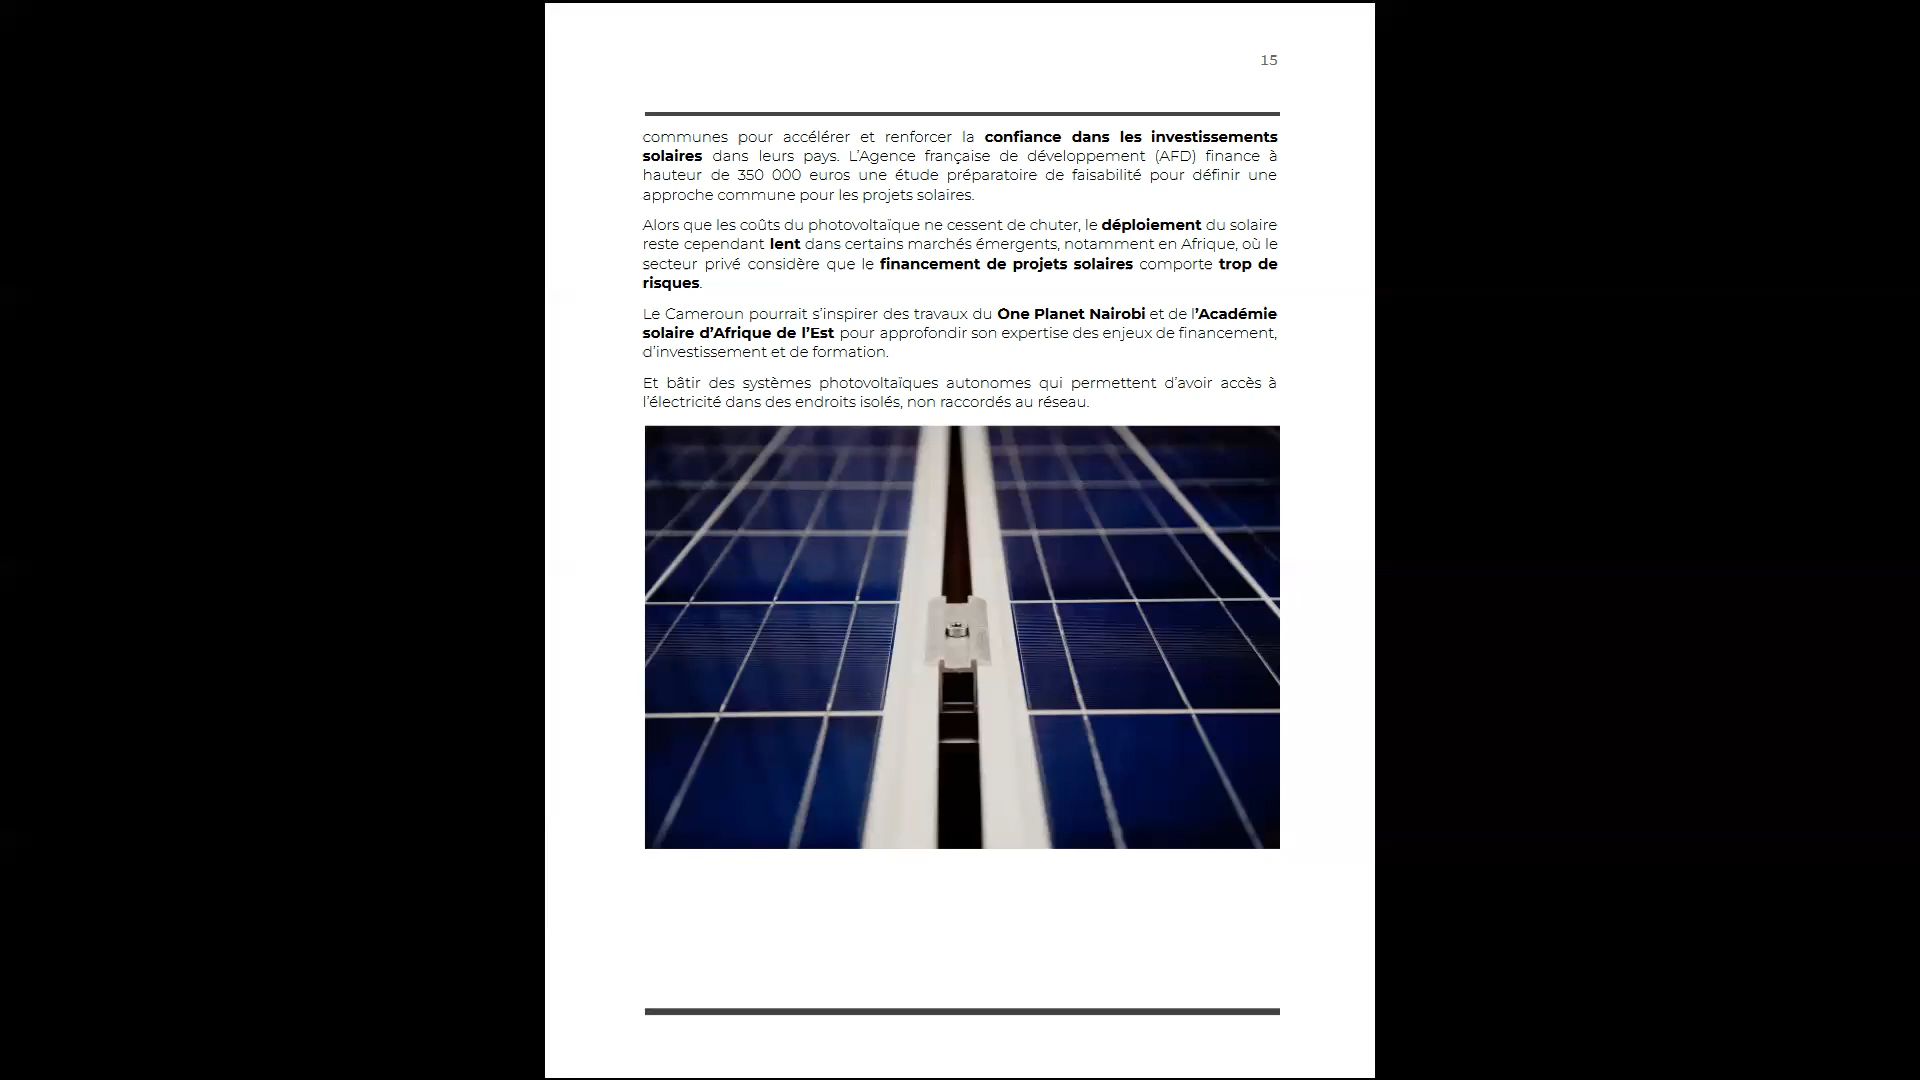 15
communes pour accélérer et renforcer la confiance dans les investissements
solaires dans leurs pays. L’Agence française de développement (AFD) finance à
hauteur de 350 000 euros une étude préparatoire de faisabilité pour définir une
approche commune pour les projets solaires.
Alors que les coûts du photovoltaïque ne cessent de chuter, le déploiement du solaire
reste cependant lent dans certains marchés émergents, notamment en Afrique, où le
secteur privé considère que le financement de projets solaires comporte trop de
risques.
Le Cameroun pourrait s’inspirer des travaux du One Planet Nairobi et de l’Académie
solaire d’Afrique de l’Est pour approfondir son expertise des enjeux de financement,
d’investissement et de formation.
Et bâtir des systèmes photovoltaïques autonomes qui permettent d’avoir accès à
l’électricité dans des endroits isolés, non raccordés au réseau.